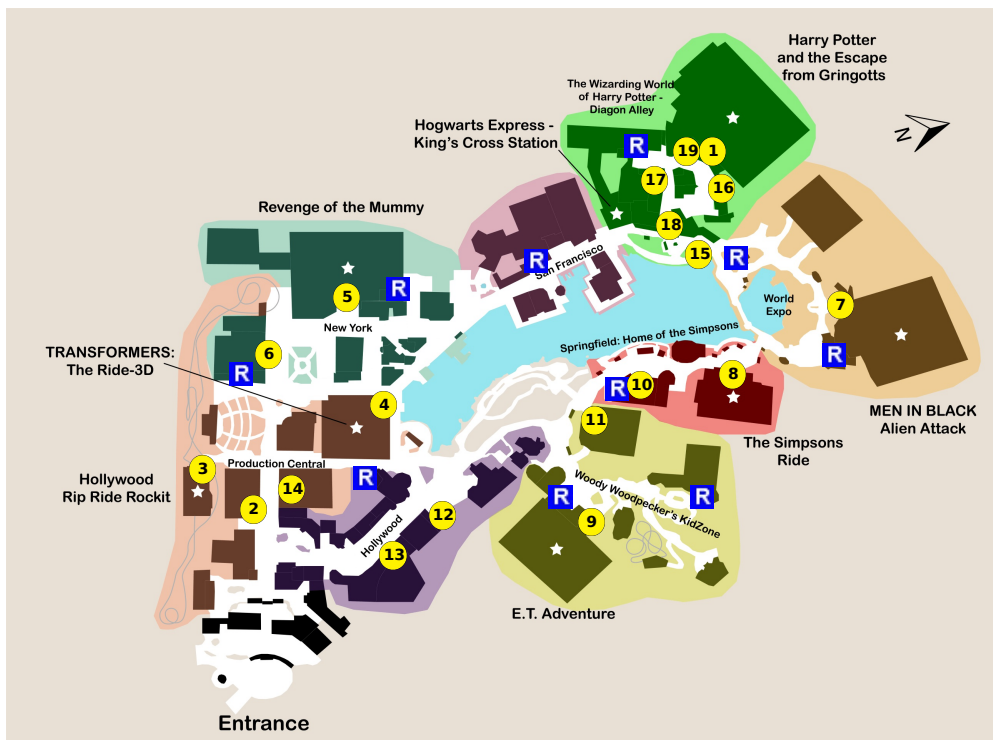 Harry Potter
and the Escape
from Gringotts
The Wizarding World
of Harry Potter -
Diagon Alley
Hogwarts Express -
King's Cross Station
N
R
19
1
17
16
18
15
Revenge of the Mummy
R
San Francisco
R
R
5
New York
World
Expo
7
Springfield: Home of the Simpsons
TRANSFORMERS:
The Ride-3D
6
R
R
8
R
10
4
MEN IN BLACK
Alien Attack
11
The Simpsons
Ride
Hollywood
Rip Ride Rockit
3
Production Central
R
14
2
12
Hollywood
13
R
R
Woody Woodpecker's KidZone
9
E.T. Adventure
Entrance